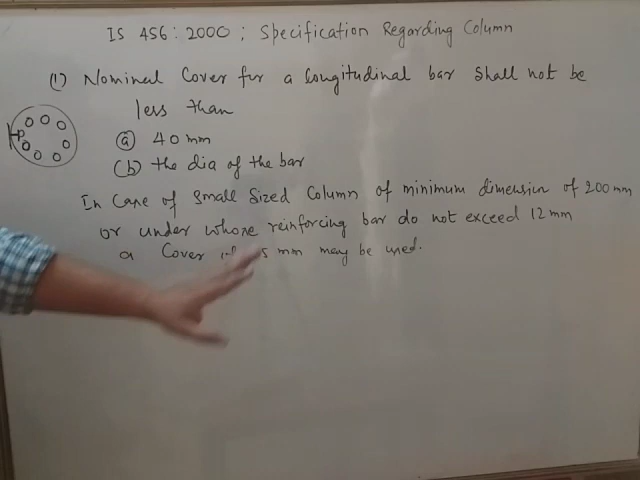 IS 456 : 2000 ; Specification Regarding Column
(1) Nominal Cover for a longitudinal bar shall not be
less than
(a) 40 mm
(b) the dia of the bar
In case of small sized column of minimum dimension of 200 mm
or under whose reinforcing bar do not exceed 12 mm
a cover mm may be used.